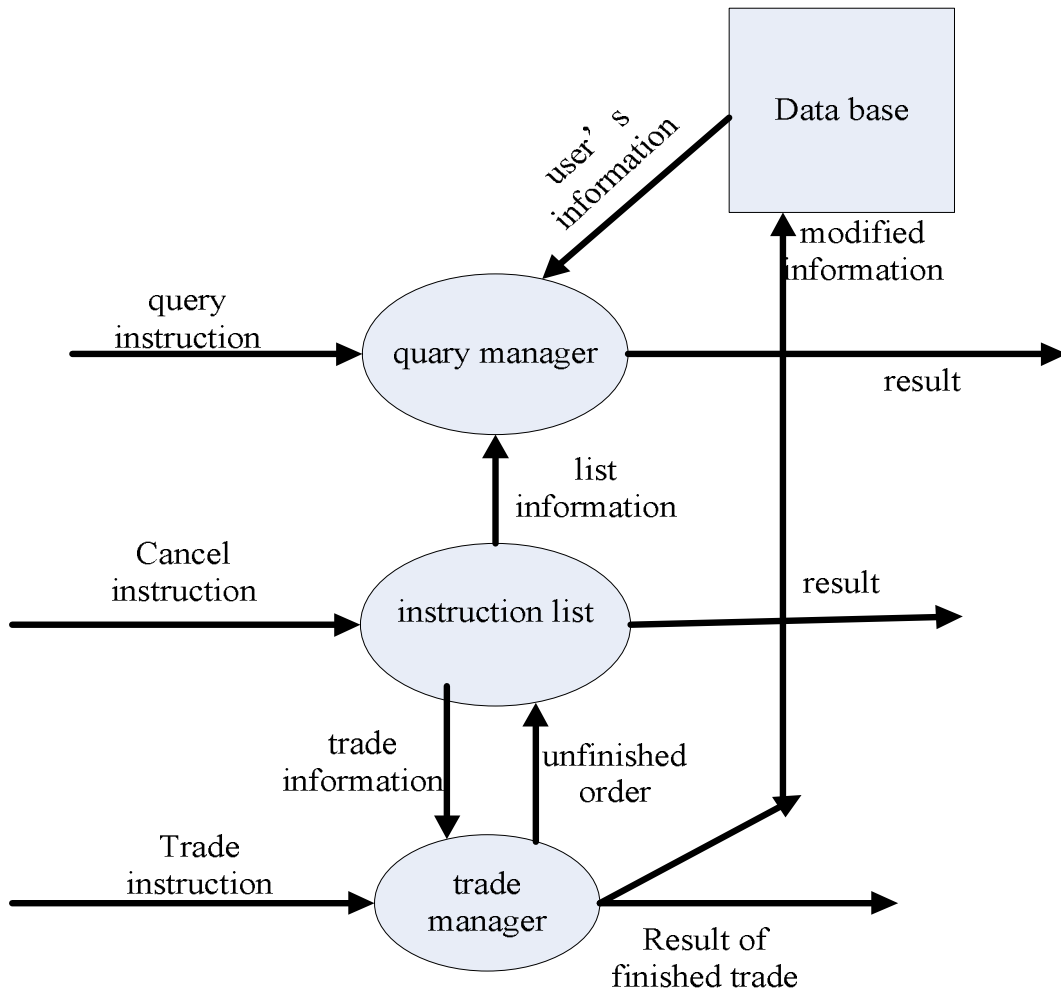 Data base
user’ s
information
modified
information
query
instruction
quary manager
result
list
information
Cancel
instruction
instruction list
result
trade
information
unfinished
order
Trade
instruction
trade
manager
Result of
finished trade